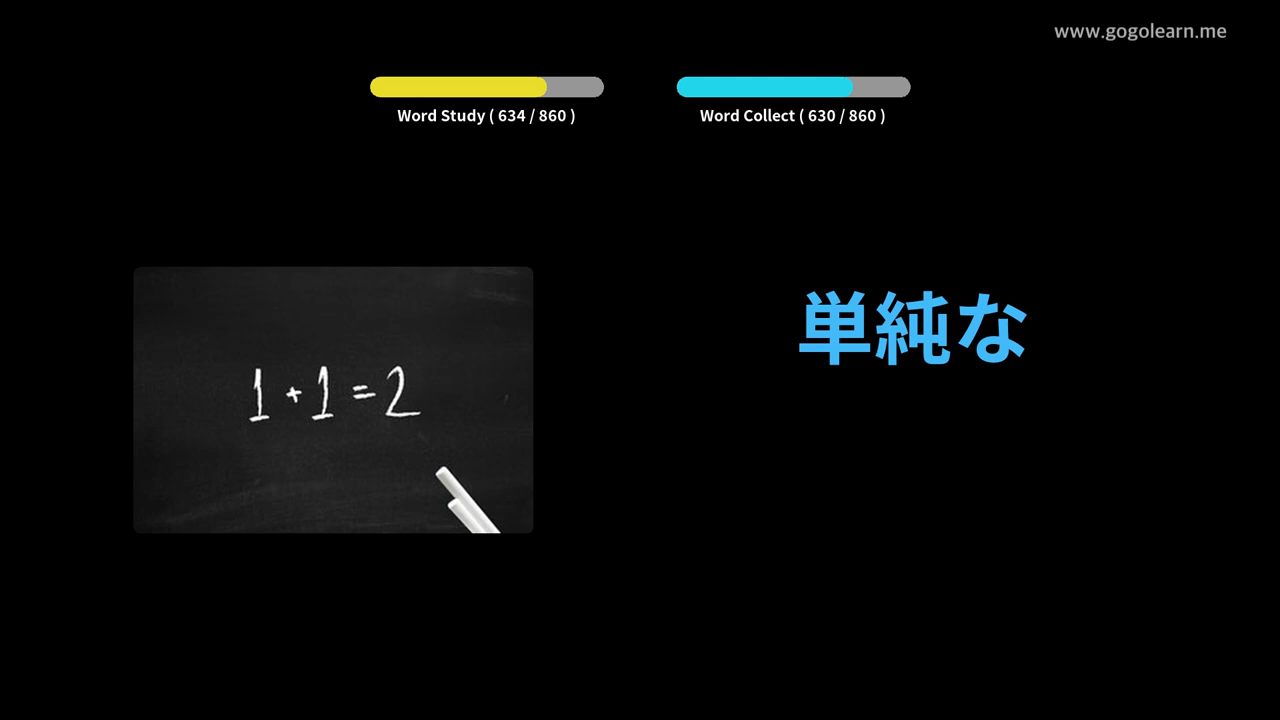 www.gogolearn.me
Word Study ( 634 / 860 )
Word Collect ( 630 / 860 )
1 + 1 = 2
単純な